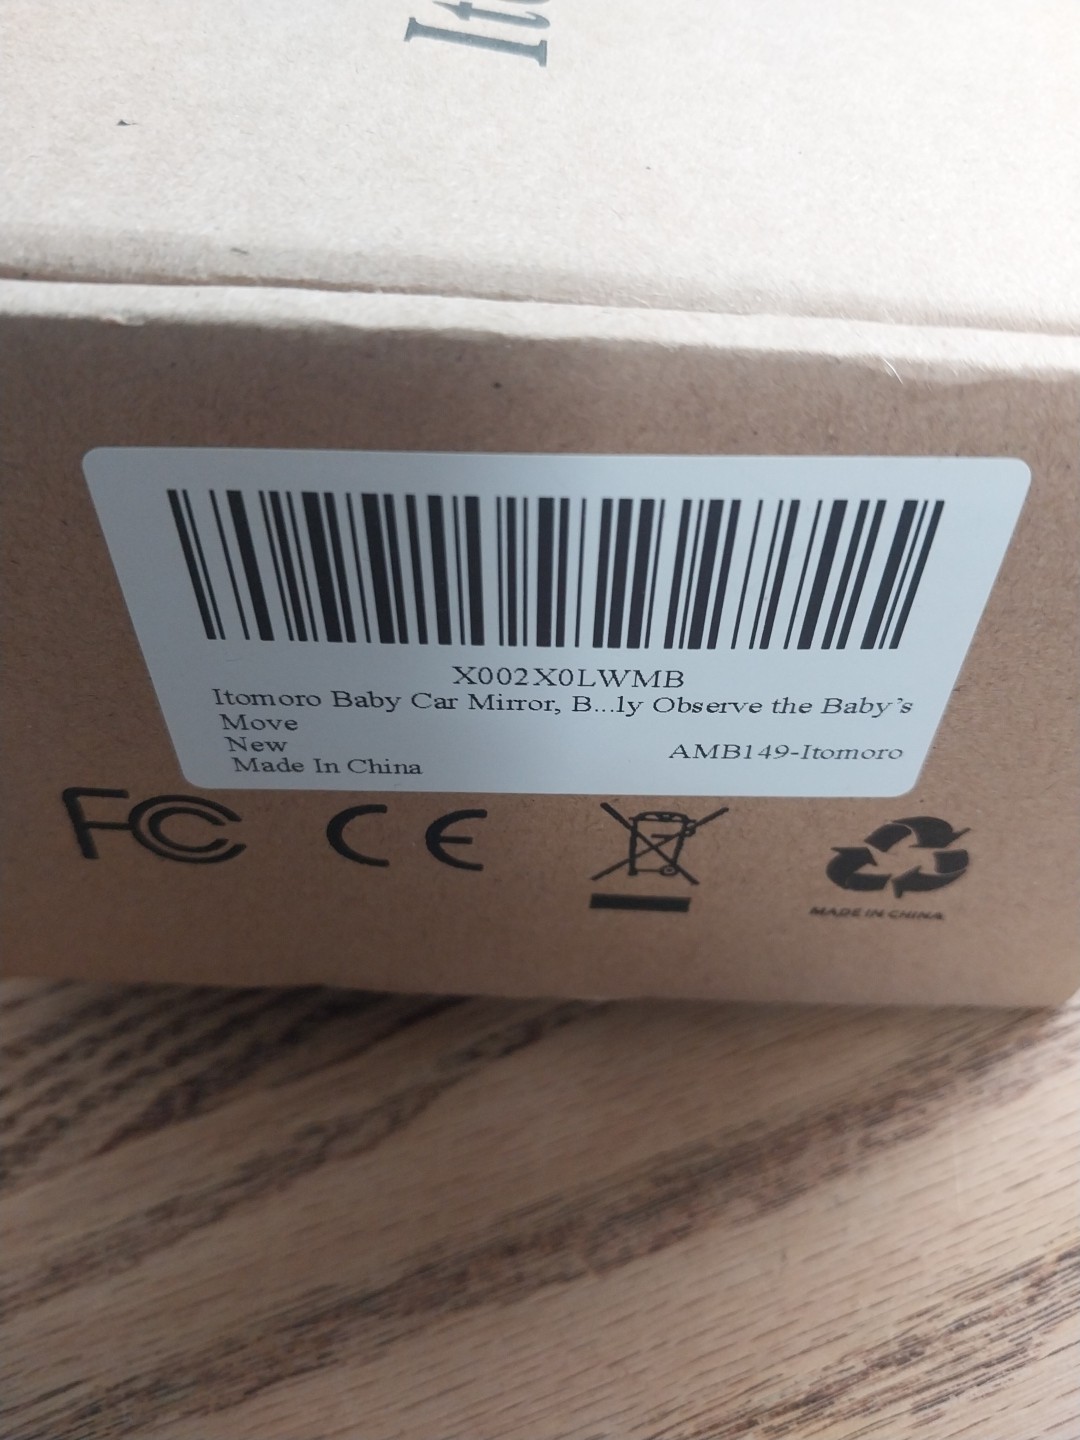 X002X0LWMB
Itomoro Baby Car Mirror, B...ly Observe the Baby's
Move
New
AMB149-Itomoro
Made In China
FC CE
MADE IN CHINA